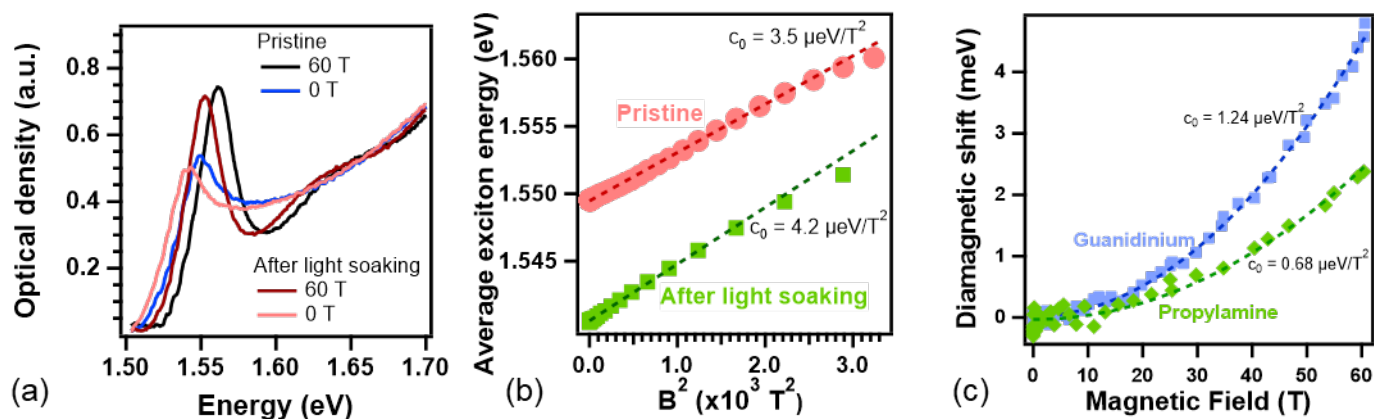 Pristine
60 T
0 T
After light soaking
60 T
0 T
Optical density (a.u.)
0.8
0.6
0.4
0.2
1.50
1.55
1.60
1.65
1.70
Energy (eV)
(a)
c₀ = 3.5 µeV/T²
Pristine
c₀ = 4.2 µeV/T²
After light soaking
Average exciton energy (eV)
1.560
1.555
1.550
1.545
0.0
1.0
2.0
3.0
B² (x10³ T²)
(b)
c₀ = 1.24 µeV/T²
Guanidinium
c₀ = 0.68 µeV/T²
Propylamine
Diamagnetic shift (meV)
4
2
0
0
10
20
30
40
50
60
Magnetic Field (T)
(c)